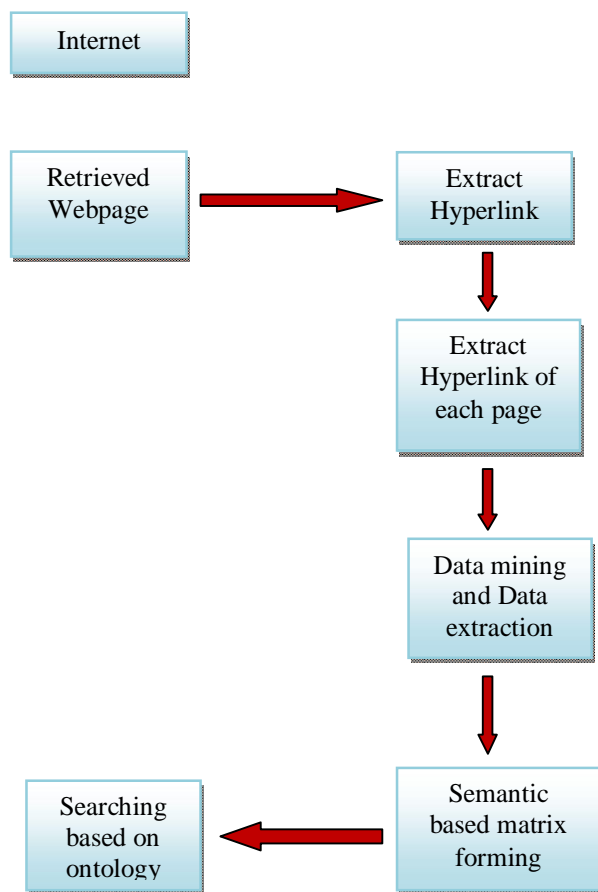 Internet
Retrieved
Webpage
Extract
Hyperlink
Extract
Hyperlink of
each page
Data mining
and Data
extraction
Semantic
based matrix
forming
Searching
based on
ontology